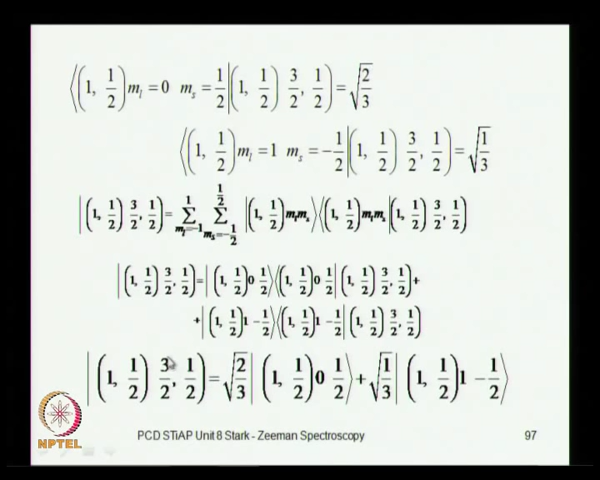 ⟨(1, 1/2) m_l = 0 m_s = 1/2 | (1, 1/2) 3/2, 1/2⟩ = √(2/3)
⟨(1, 1/2) m_l = 1 m_s = −1/2 | (1, 1/2) 3/2, 1/2⟩ = √(1/3)
|(1, 1/2) 3/2, 1/2⟩ = Σ_{m_l=−1}^{1} Σ_{m_s=−1/2}^{1/2} |(1, 1/2) m_l m_s⟩⟨(1, 1/2) m_l m_s|(1, 1/2) 3/2, 1/2⟩
|(1, 1/2) 3/2, 1/2⟩ = |(1, 1/2) 0 1/2⟩⟨(1, 1/2) 0 1/2|(1, 1/2) 3/2, 1/2⟩ +
+ |(1, 1/2) 1 −1/2⟩⟨(1, 1/2) 1 −1/2|(1, 1/2) 3/2, 1/2⟩
|(1, 1/2) 3/2, 1/2⟩ = √(2/3) |(1, 1/2) 0 1/2⟩ + √(1/3) |(1, 1/2) 1 −1/2⟩
NPTEL
PCD STiAP Unit 8 Stark - Zeeman Spectroscopy
97